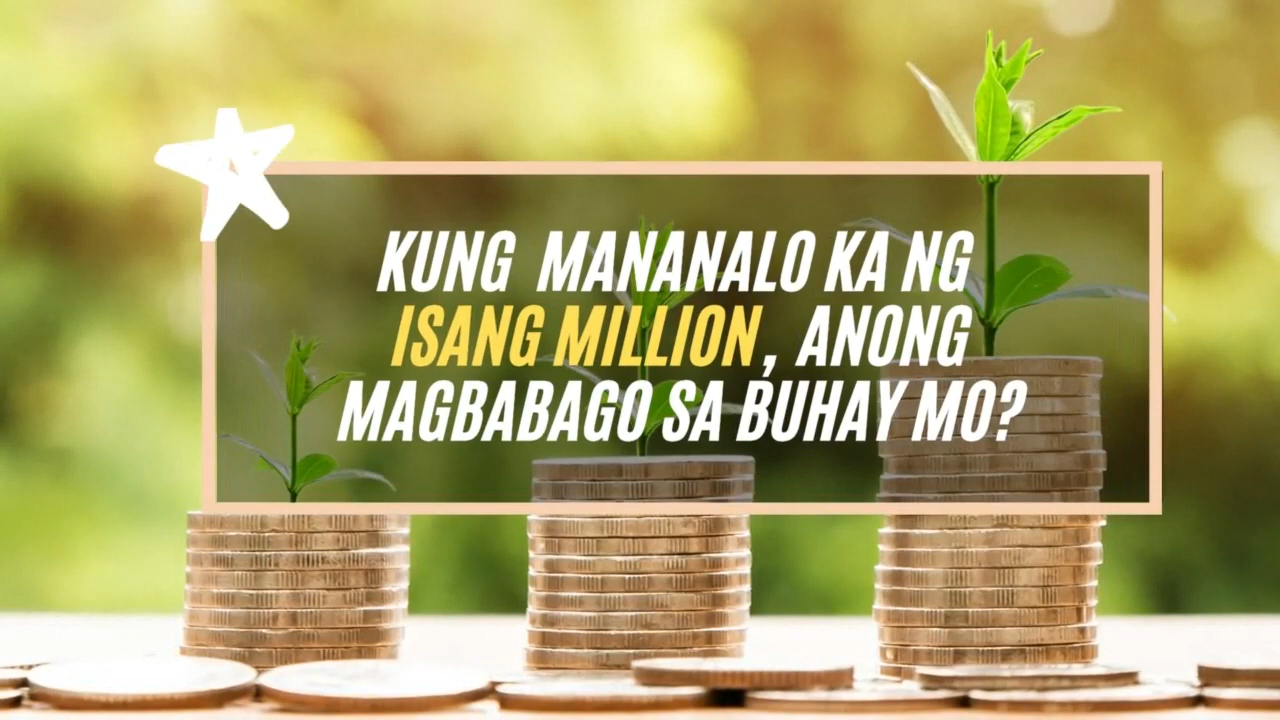 KUNG MANANALO KA NG
ISANG MILLION, ANONG
MAGBABAGO SA BUHAY MO?